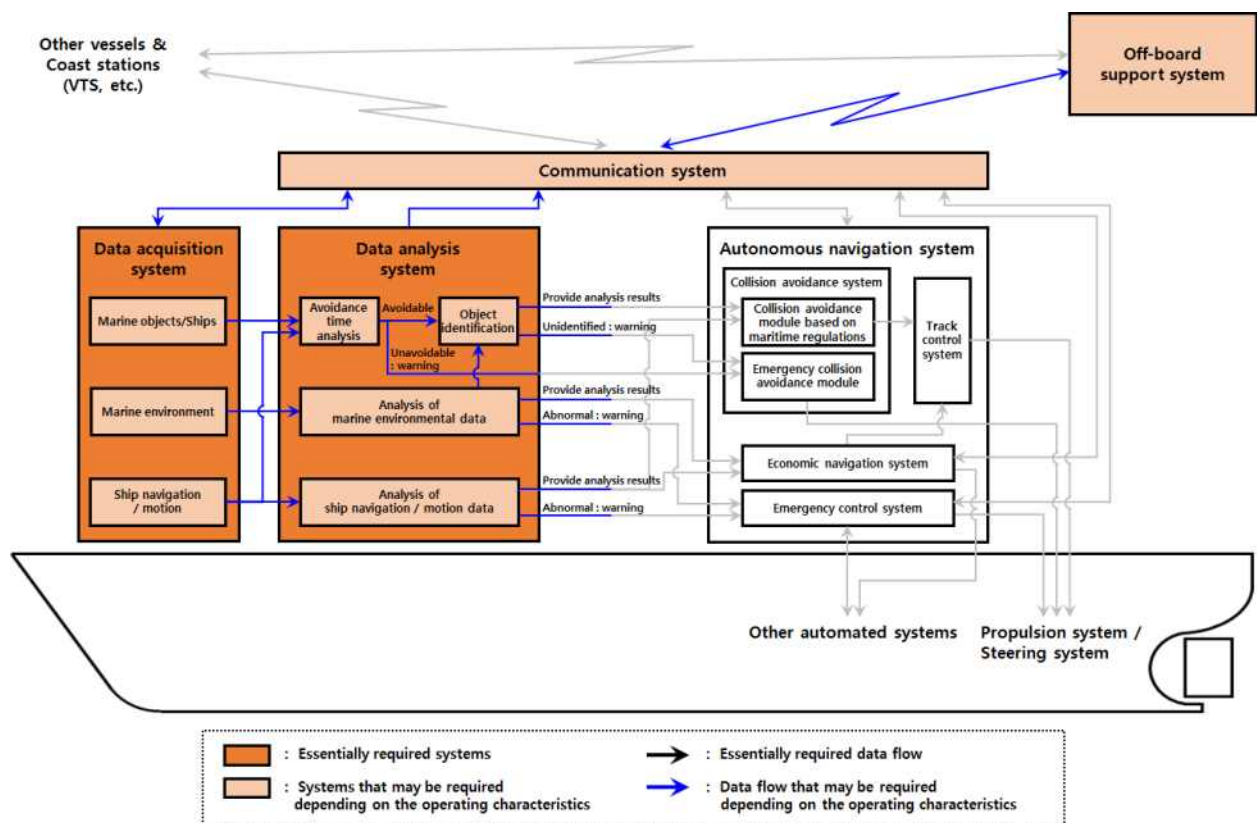 Other vessels &
Coast stations
(VTS, etc.)
Off-board
support system
Communication system
Data acquisition
system
Marine objects/Ships
Marine environment
Ship navigation
/ motion
Data analysis
system
Avoidance
time
analysis
Avoidable
Object
identification
Unavoidable
: warning
Analysis of
marine environmental data
Analysis of
ship navigation / motion data
Provide analysis results
Unidentified : warning
Provide analysis results
Abnormal : warning
Provide analysis results
Abnormal : warning
Autonomous navigation system
Collision avoidance system
Collision avoidance
module based on
maritime regulations
Emergency collision
avoidance module
Track
control
system
Economic navigation system
Emergency control system
Other automated systems
Propulsion system /
Steering system
: Essentially required systems
: Systems that may be required
depending on the operating characteristics
: Essentially required data flow
: Data flow that may be required
depending on the operating characteristics